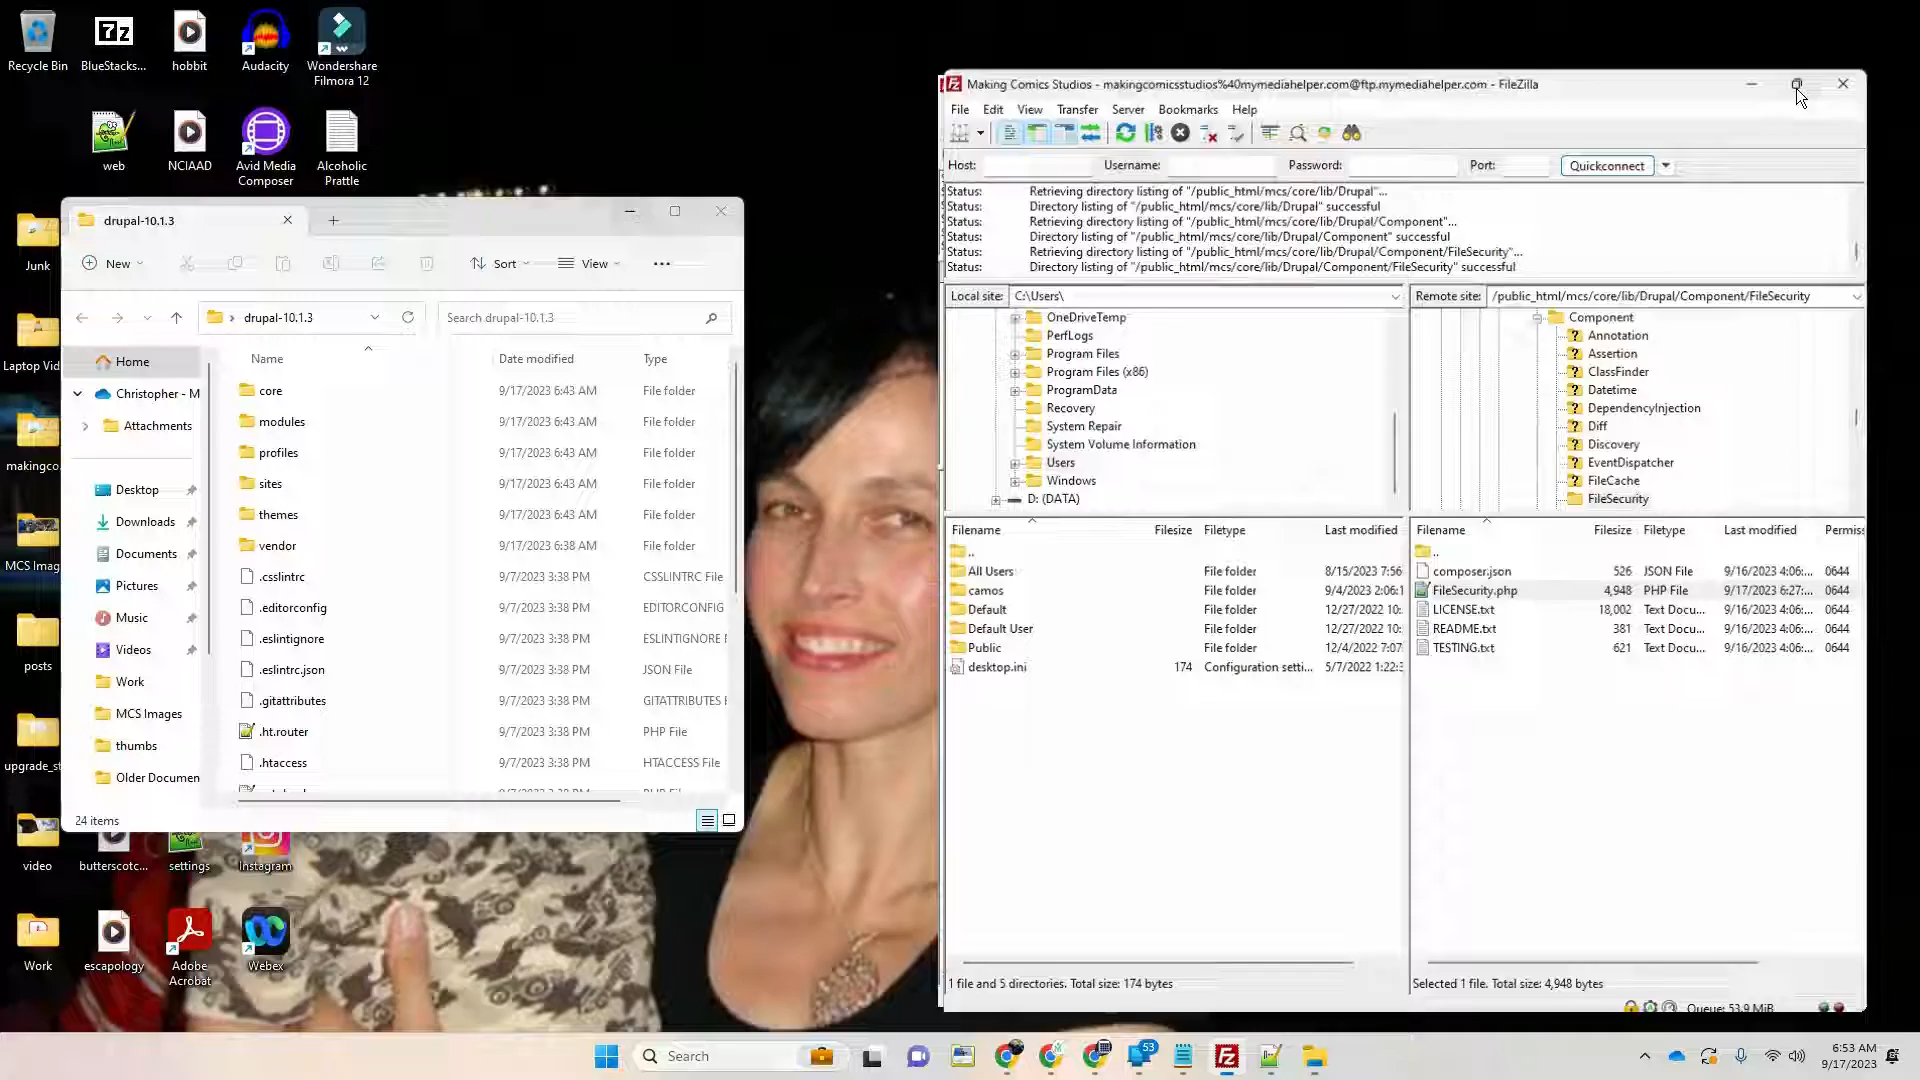 Recycle Bin
BlueStacks...
hobbit
Audacity
Wondershare
Filmora 12
web
NCIAAD
Avid Media
Composer
Alcoholic
Prattle
Junk
Laptop Vid
makingco.
MCS Imag
posts
upgrade_st
video
butterscotc...
settings
Instagram
Work
escapology
Adobe
Acrobat
Webex
drupal-10.1.3
New
Sort
View
drupal-10.1.3
Search drupal-10.1.3
Home
Christopher - M
Attachments
Desktop
Downloads
Documents
Pictures
Music
Videos
Work
MCS Images
thumbs
Older Documen
Name Date modified Type
core 9/17/2023 6:43 AM File folder
modules 9/17/2023 6:43 AM File folder
profiles 9/17/2023 6:43 AM File folder
sites 9/17/2023 6:43 AM File folder
themes 9/17/2023 6:43 AM File folder
vendor 9/17/2023 6:38 AM File folder
.csslintrc 9/7/2023 3:38 PM CSSLINTRC File
.editorconfig 9/7/2023 3:38 PM EDITORCONFIG
.eslintignore 9/7/2023 3:38 PM ESLINTIGNORE
.eslintrc.json 9/7/2023 3:38 PM JSON File
.gitattributes 9/7/2023 3:38 PM GITATTRIBUTES
.ht.router 9/7/2023 3:38 PM PHP File
.htaccess 9/7/2023 3:38 PM HTACCESS File
24 items
Making Comics Studios - makingcomicsstudios%40mymediahelper.com@ftp.mymediahelper.com - FileZilla
File Edit View Transfer Server Bookmarks Help
Host: Username: Password: Port: Quickconnect
Status: Retrieving directory listing of "/public_html/mcs/core/lib/Drupal"...
Status: Directory listing of "/public_html/mcs/core/lib/Drupal" successful
Status: Retrieving directory listing of "/public_html/mcs/core/lib/Drupal/Component"...
Status: Directory listing of "/public_html/mcs/core/lib/Drupal/Component" successful
Status: Retrieving directory listing of "/public_html/mcs/core/lib/Drupal/Component/FileSecurity"...
Status: Directory listing of "/public_html/mcs/core/lib/Drupal/Component/FileSecurity" successful
Local site: C:\Users\
OneDriveTemp
PerfLogs
Program Files
Program Files (x86)
ProgramData
Recovery
System Repair
System Volume Information
Users
Windows
D: (DATA)
Remote site: /public_html/mcs/core/lib/Drupal/Component/FileSecurity
Component
Annotation
Assertion
ClassFinder
Datetime
DependencyInjection
Diff
Discovery
EventDispatcher
FileCache
FileSecurity
Filename Filesize Filetype Last modified
..
All Users File folder 8/15/2023 7:56
camos File folder 9/4/2023 2:06:1
Default File folder 12/27/2022 10:
Default User File folder 12/27/2022 10:
Public File folder 12/4/2022 7:07
desktop.ini 174 Configuration setti... 5/7/2022 1:22:3
1 file and 5 directories. Total size: 174 bytes
Filename Filesize Filetype Last modified Permis
..
composer.json 526 JSON File 9/16/2023 4:06:... 0644
FileSecurity.php 4,948 PHP File 9/17/2023 6:27:... 0644
LICENSE.txt 18,002 Text Docu... 9/16/2023 4:06:... 0644
README.txt 381 Text Docu... 9/16/2023 4:06:... 0644
TESTING.txt 621 Text Docu... 9/16/2023 4:06:... 0644
Selected 1 file. Total size: 4,948 bytes
Queue: 53.9 MiB
Search
53
6:53 AM
9/17/2023